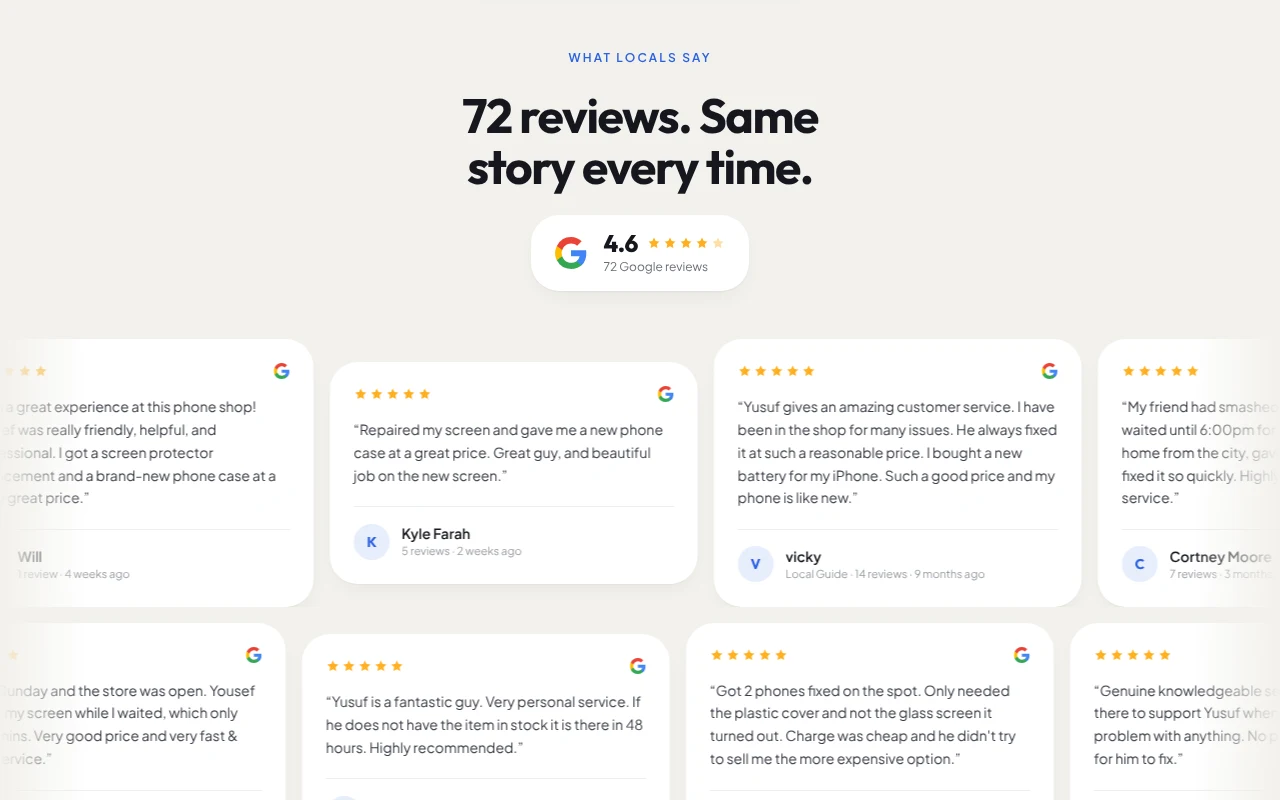 WHAT LOCALS SAY
72 reviews. Same
story every time.
4.6
72 Google reviews
a great experience at this phone shop!
was really friendly, helpful, and
I got a screen protector
and a brand-new phone case at a
great price.”
Will
1 review · 4 weeks ago
“Repaired my screen and gave me a new phone
case at a great price. Great guy, and beautiful
job on the new screen.”
K
Kyle Farah
5 reviews · 2 weeks ago
“Yusuf gives an amazing customer service. I have
been in the shop for many issues. He always fixed
it at such a reasonable price. I bought a new
battery for my iPhone. Such a good price and my
phone is like new.”
V
vicky
Local Guide · 14 reviews · 9 months ago
“My friend had smashed
waited until 6:00pm for
home from the city,
fixed it so quickly.
service.”
C
Cortney Moore
7 reviews · 3 months
and the store was open. Yousef
my screen while I waited, which only
Very good price and very fast &
“Yusuf is a fantastic guy. Very personal service. If
he does not have the item in stock it is there in 48
hours. Highly recommended.”
“Got 2 phones fixed on the spot. Only needed
the plastic cover and not the glass screen it
turned out. Charge was cheap and he didn't try
to sell me the more expensive option.”
“Genuine knowledgeable
there to support Yusuf
problem with anything. No
for him to fix.”